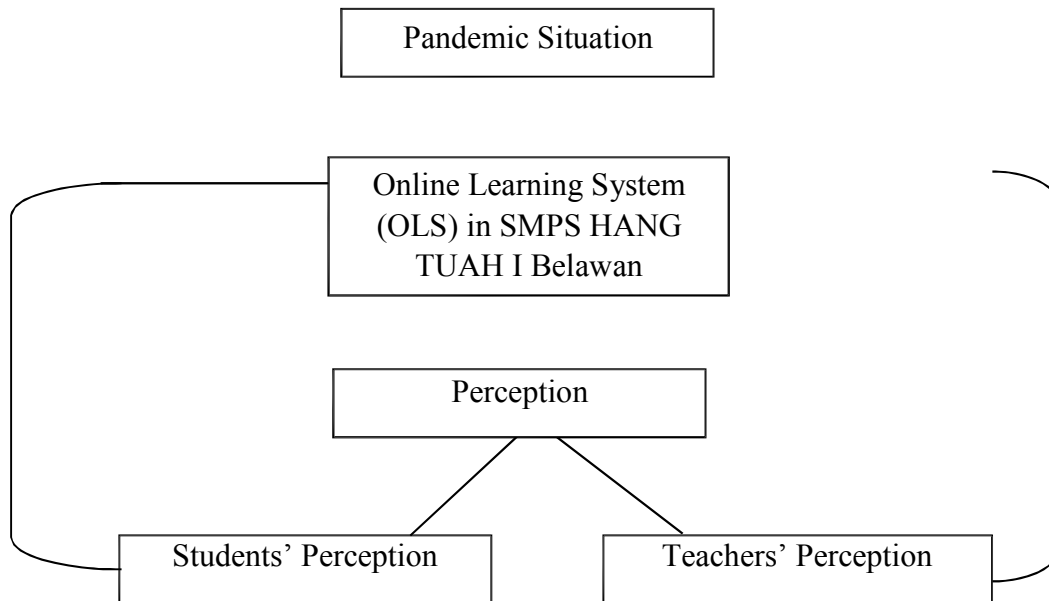 Pandemic Situation
Online Learning System
(OLS) in SMPS HANG
TUAH I Belawan
Perception
Students’ Perception
Teachers’ Perception